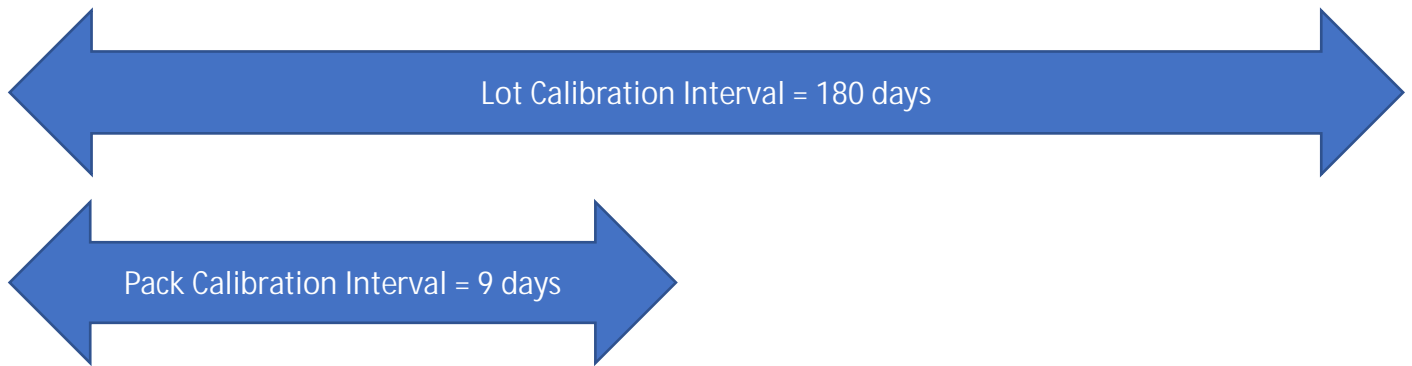 Lot Calibration Interval = 180 days
Pack Calibration Interval = 9 days